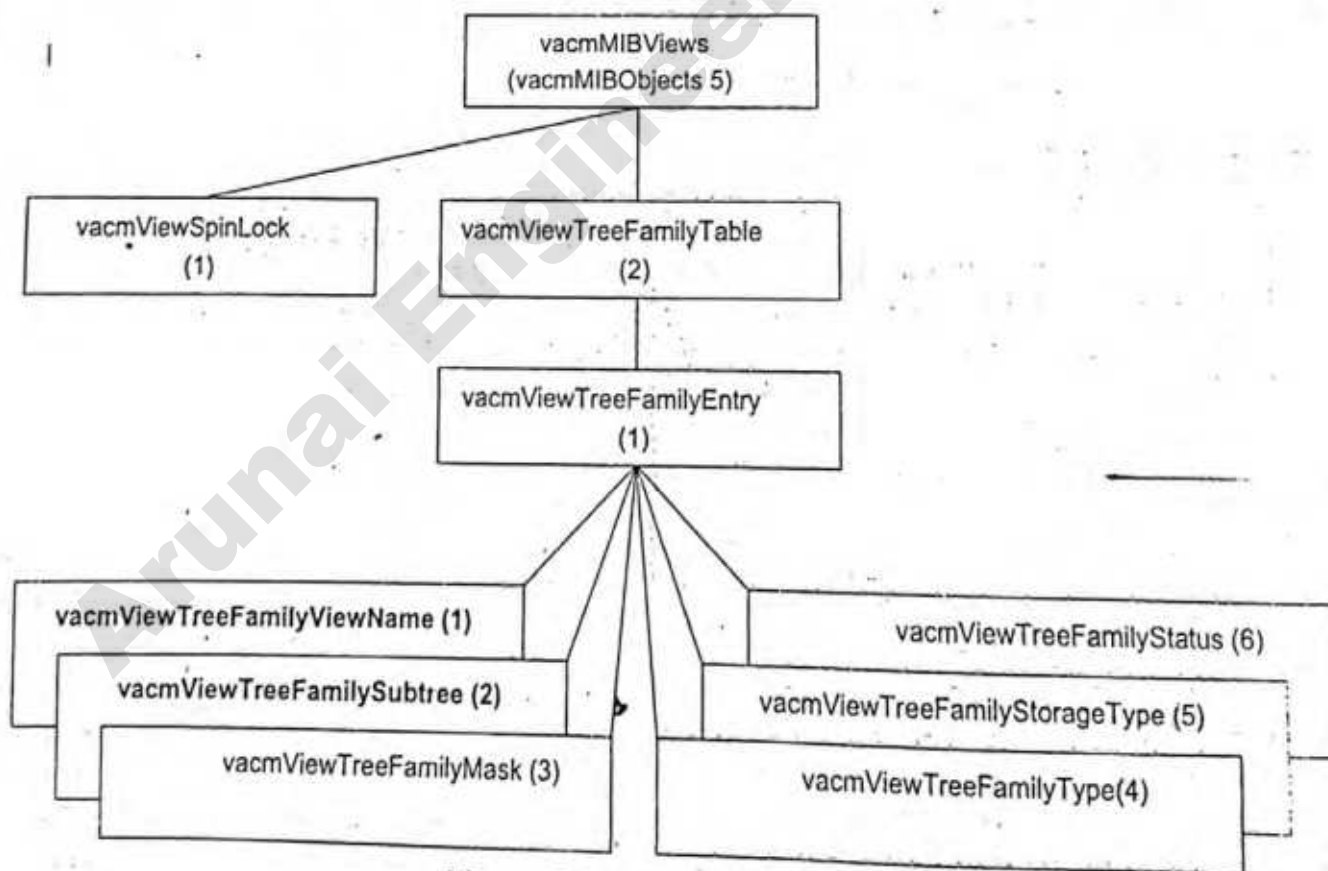 vacmMIBViews
(vacmMIBObjects 5)
vacmViewSpinLock
(1)
vacmViewTreeFamilyTable
(2)
vacmViewTreeFamilyEntry
(1)
vacmViewTreeFamilyViewName (1)
vacmViewTreeFamilyStatus (6)
vacmViewTreeFamilySubtree (2)
vacmViewTreeFamilyStorageType (5)
vacmViewTreeFamilyMask (3)
vacmViewTreeFamilyType(4)
Arunai